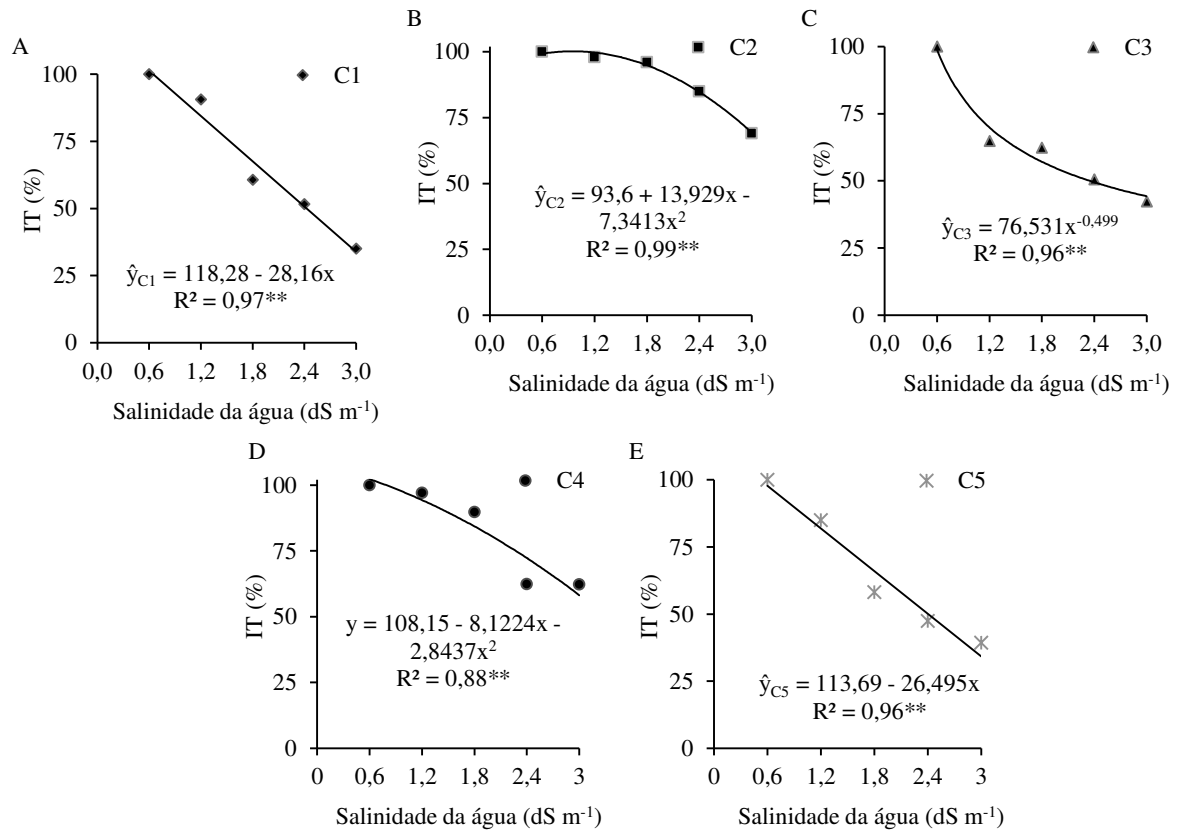 A
C1
100
75
50
25
0
IT (%)
ŷC1 = 118,28 - 28,16x
R² = 0,97**
0,0 0,6 1,2 1,8 2,4 3,0
Salinidade da água (dS m-1)
B
C2
100
75
50
25
0
IT (%)
ŷC2 = 93,6 + 13,929x -
7,3413x²
R² = 0,99**
0,0 0,6 1,2 1,8 2,4 3,0
Salinidade da água (dS m-1)
C
C3
100
75
50
25
0
IT (%)
ŷC3 = 76,531x-0,499
R² = 0,96**
0,0 0,6 1,2 1,8 2,4 3,0
Salinidade da água (dS m-1)
D
C4
100
75
50
25
0
IT (%)
y = 108,15 - 8,1224x -
2,8437x²
R² = 0,88**
0 0,6 1,2 1,8 2,4 3
Salinidade da água (dS m-1)
E
C5
100
75
50
25
0
IT (%)
ŷC5 = 113,69 - 26,495x
R² = 0,96**
0 0,6 1,2 1,8 2,4 3
Salinidade da água (dS m-1)